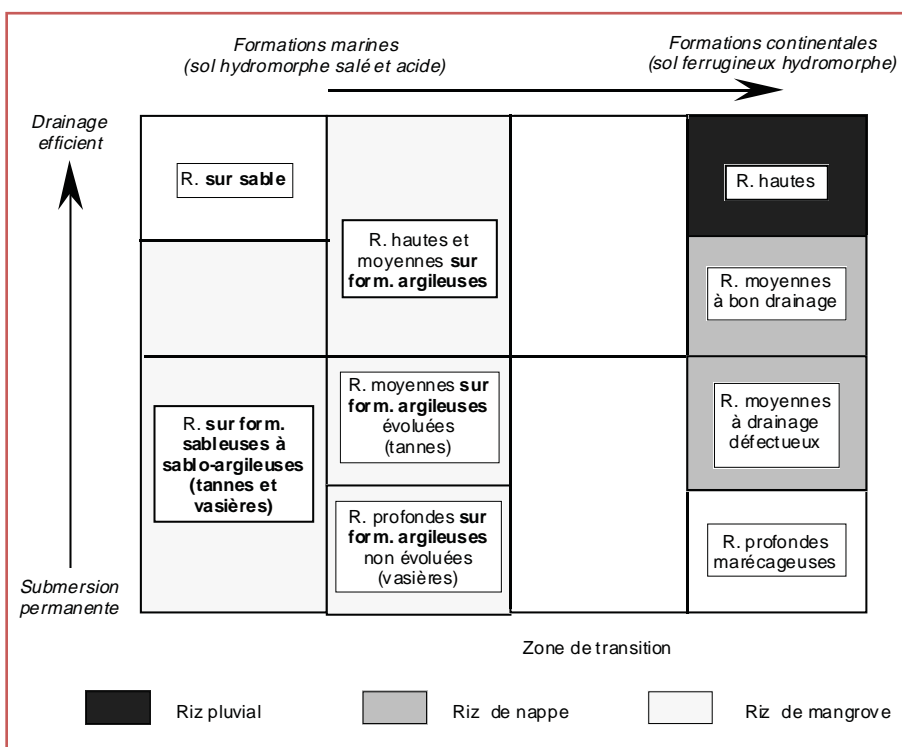 Formations marines
(sol hydromorphe salé et acide)
Formations continentales
(sol ferrugineux hydromorphe)
Drainage
efficient
Submersion
permanente
R. sur sable
R. sur form.
sableuses à
sablo-argileuses
(tannes et
vasières)
R. hautes et
moyennes sur
form. argileuses
R. moyennes sur
form. argileuses
évoluées
(tannes)
R. profondes sur
form. argileuses
non évoluées
(vasières)
R. hautes
R. moyennes
à bon drainage
R. moyennes
à drainage
défectueux
R. profondes
marécageuses
Zone de transition
Riz pluvial
Riz de nappe
Riz de mangrove